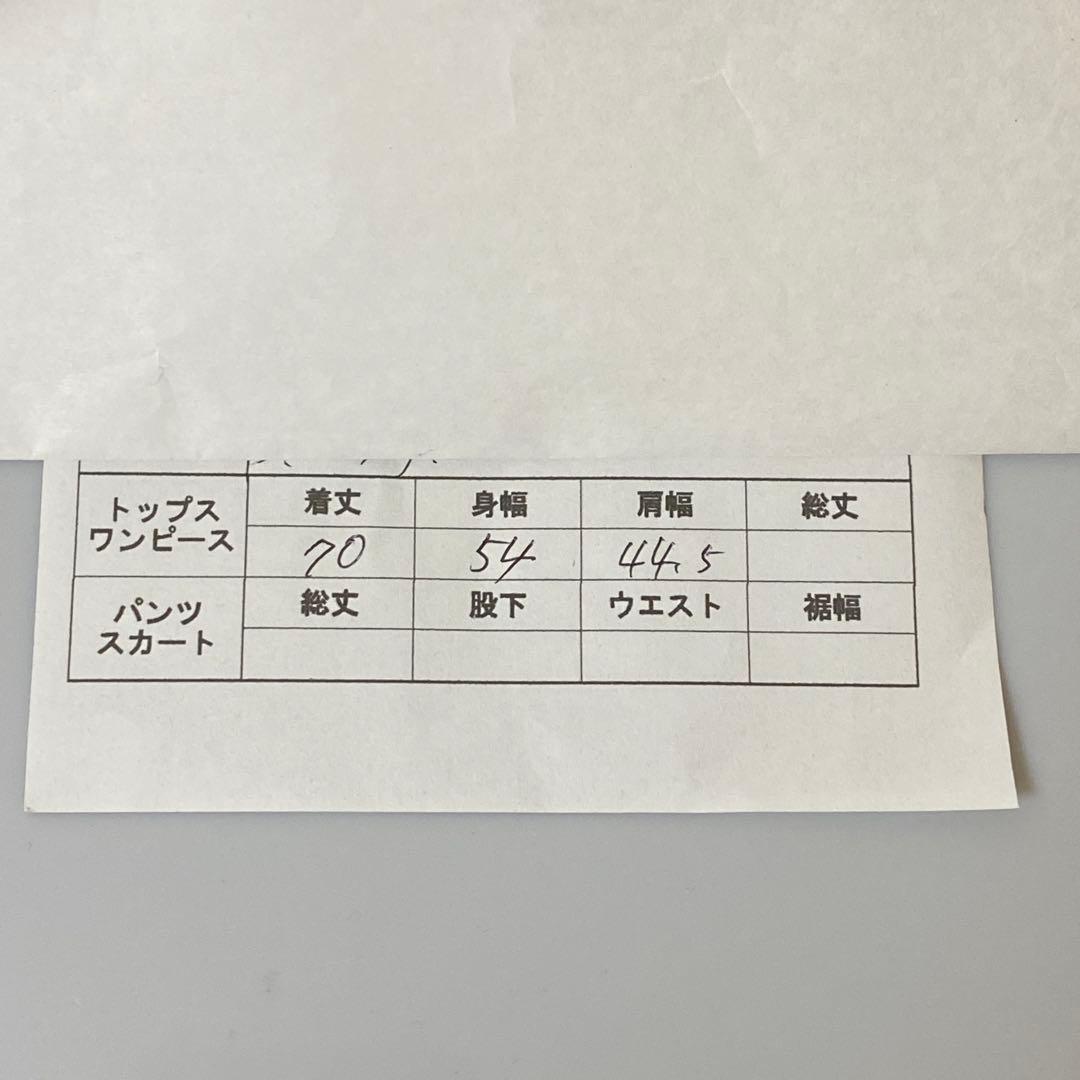 トップス
ワンピース
着丈 身幅 肩幅 総丈
70 54 44.5
パンツ
スカート
総丈 股下 ウエスト 裾幅